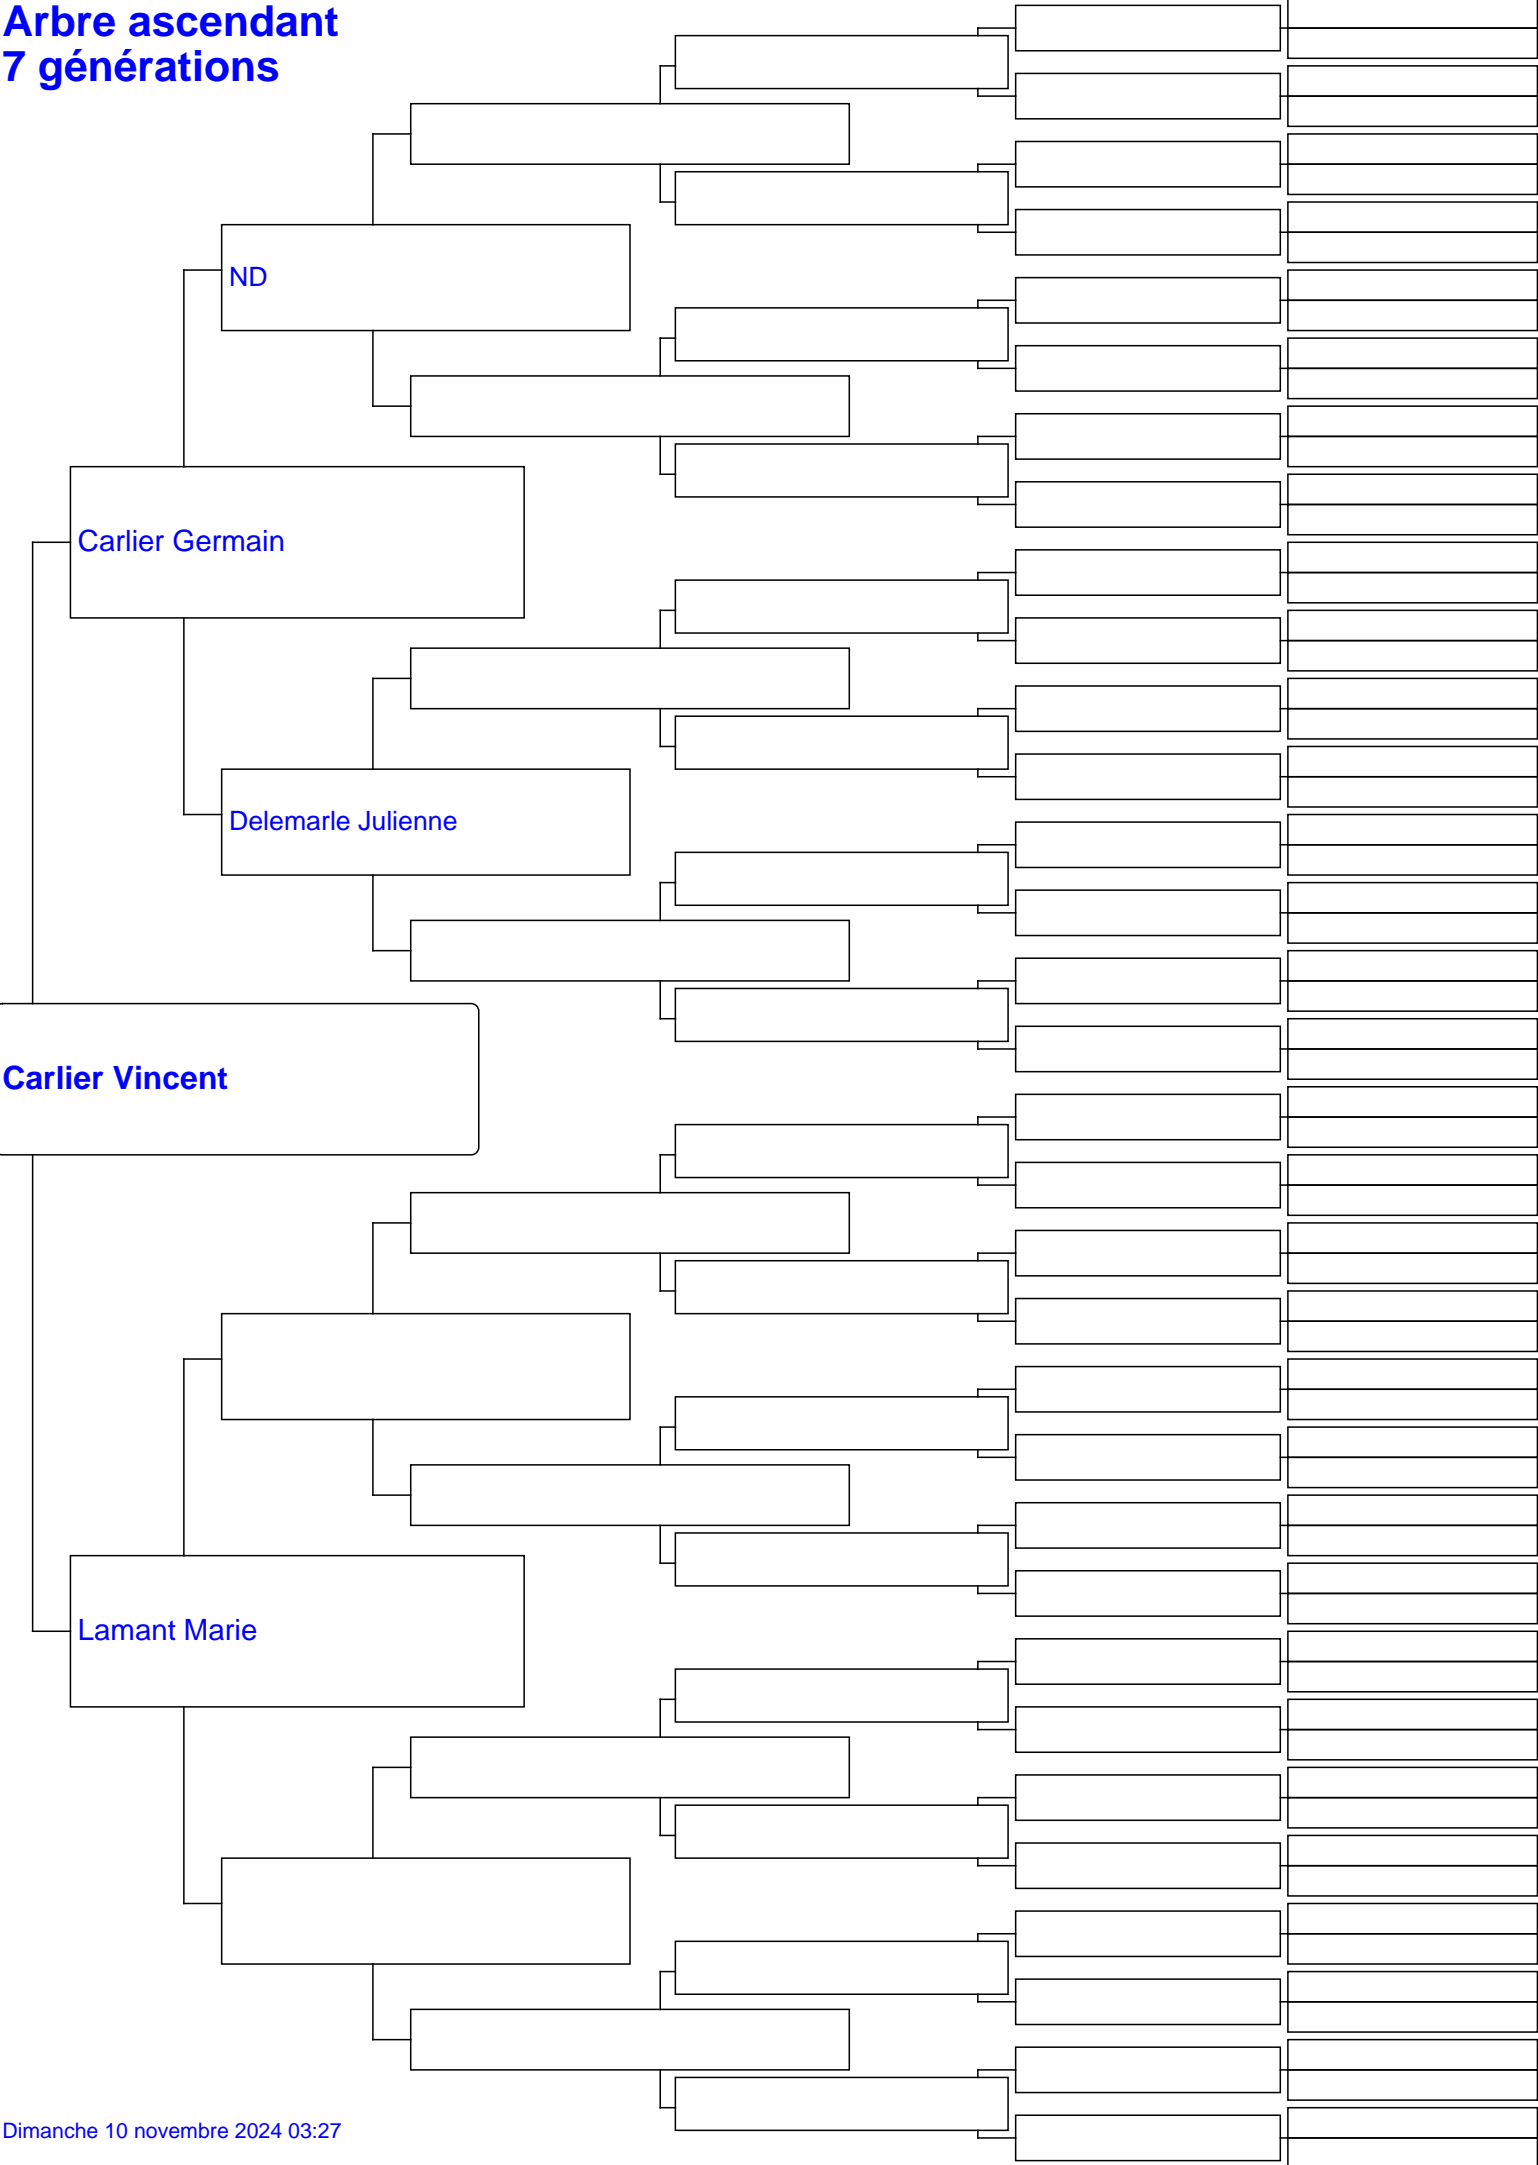 Arbre ascendant
7 générations
ND
Carlier Germain
Delemarle Julienne
Carlier Vincent
Lamant Marie
Dimanche 10 novembre 2024 03:27